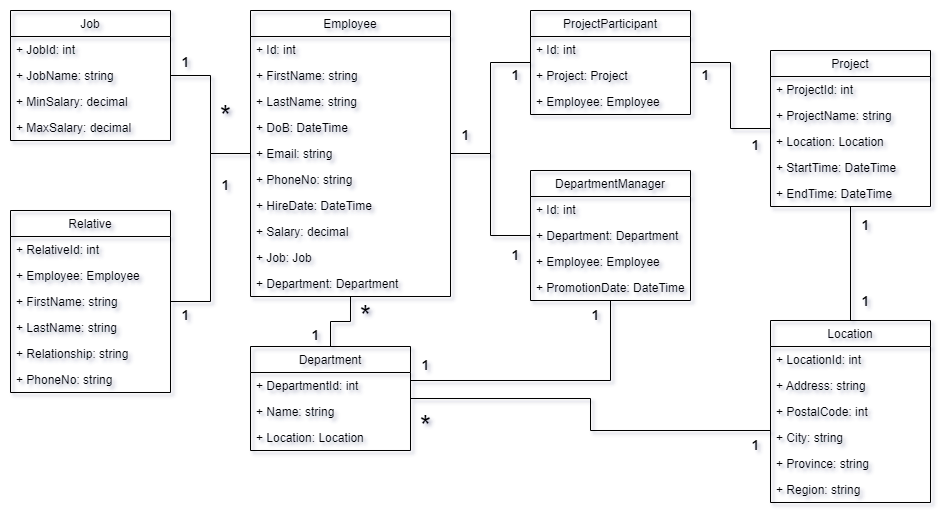 Job
+ JobId: int
+ JobName: string
+ MinSalary: decimal
+ MaxSalary: decimal
1
*
1
Relative
+ RelativeId: int
+ Employee: Employee
+ FirstName: string
+ LastName: string
+ Relationship: string
+ PhoneNo: string
1
Employee
+ Id: int
+ FirstName: string
+ LastName: string
+ DoB: DateTime
+ Email: string
+ PhoneNo: string
+ HireDate: DateTime
+ Salary: decimal
+ Job: Job
+ Department: Department
1
*
1
Department
+ DepartmentId: int
+ Name: string
+ Location: Location
1
*
ProjectParticipant
+ Id: int
+ Project: Project
+ Employee: Employee
1
1
DepartmentManager
+ Id: int
+ Department: Department
+ Employee: Employee
+ PromotionDate: DateTime
1
1
Project
+ ProjectId: int
+ ProjectName: string
+ Location: Location
+ StartTime: DateTime
+ EndTime: DateTime
1
1
1
Location
+ LocationId: int
+ Address: string
+ PostalCode: int
+ City: string
+ Province: string
+ Region: string
1